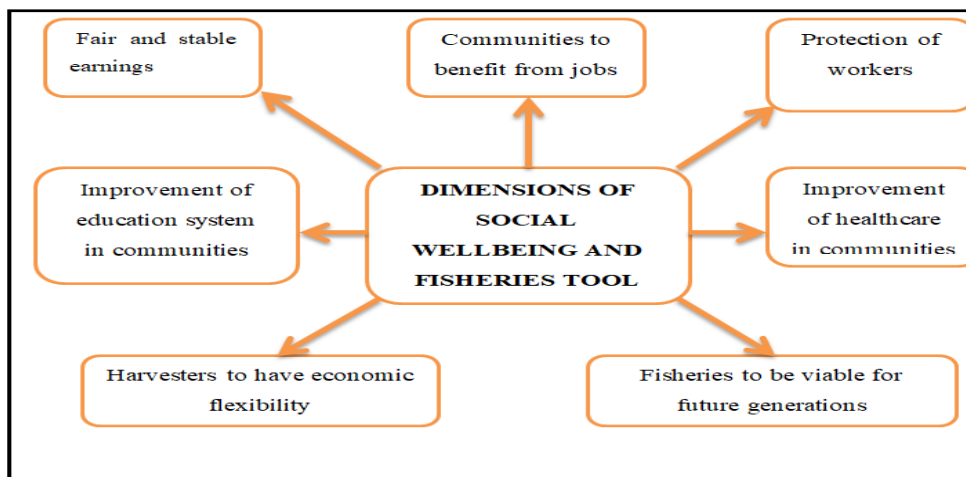 Fair and stable
earnings
Communities to
benefit from jobs
Protection of
workers
Improvement of
education system
in communities
DIMENSIONS OF
SOCIAL
WELLBEING AND
FISHERIES TOOL
Improvement
of healthcare
in communities
Harvesters to have economic
flexibility
Fisheries to be viable for
future generations